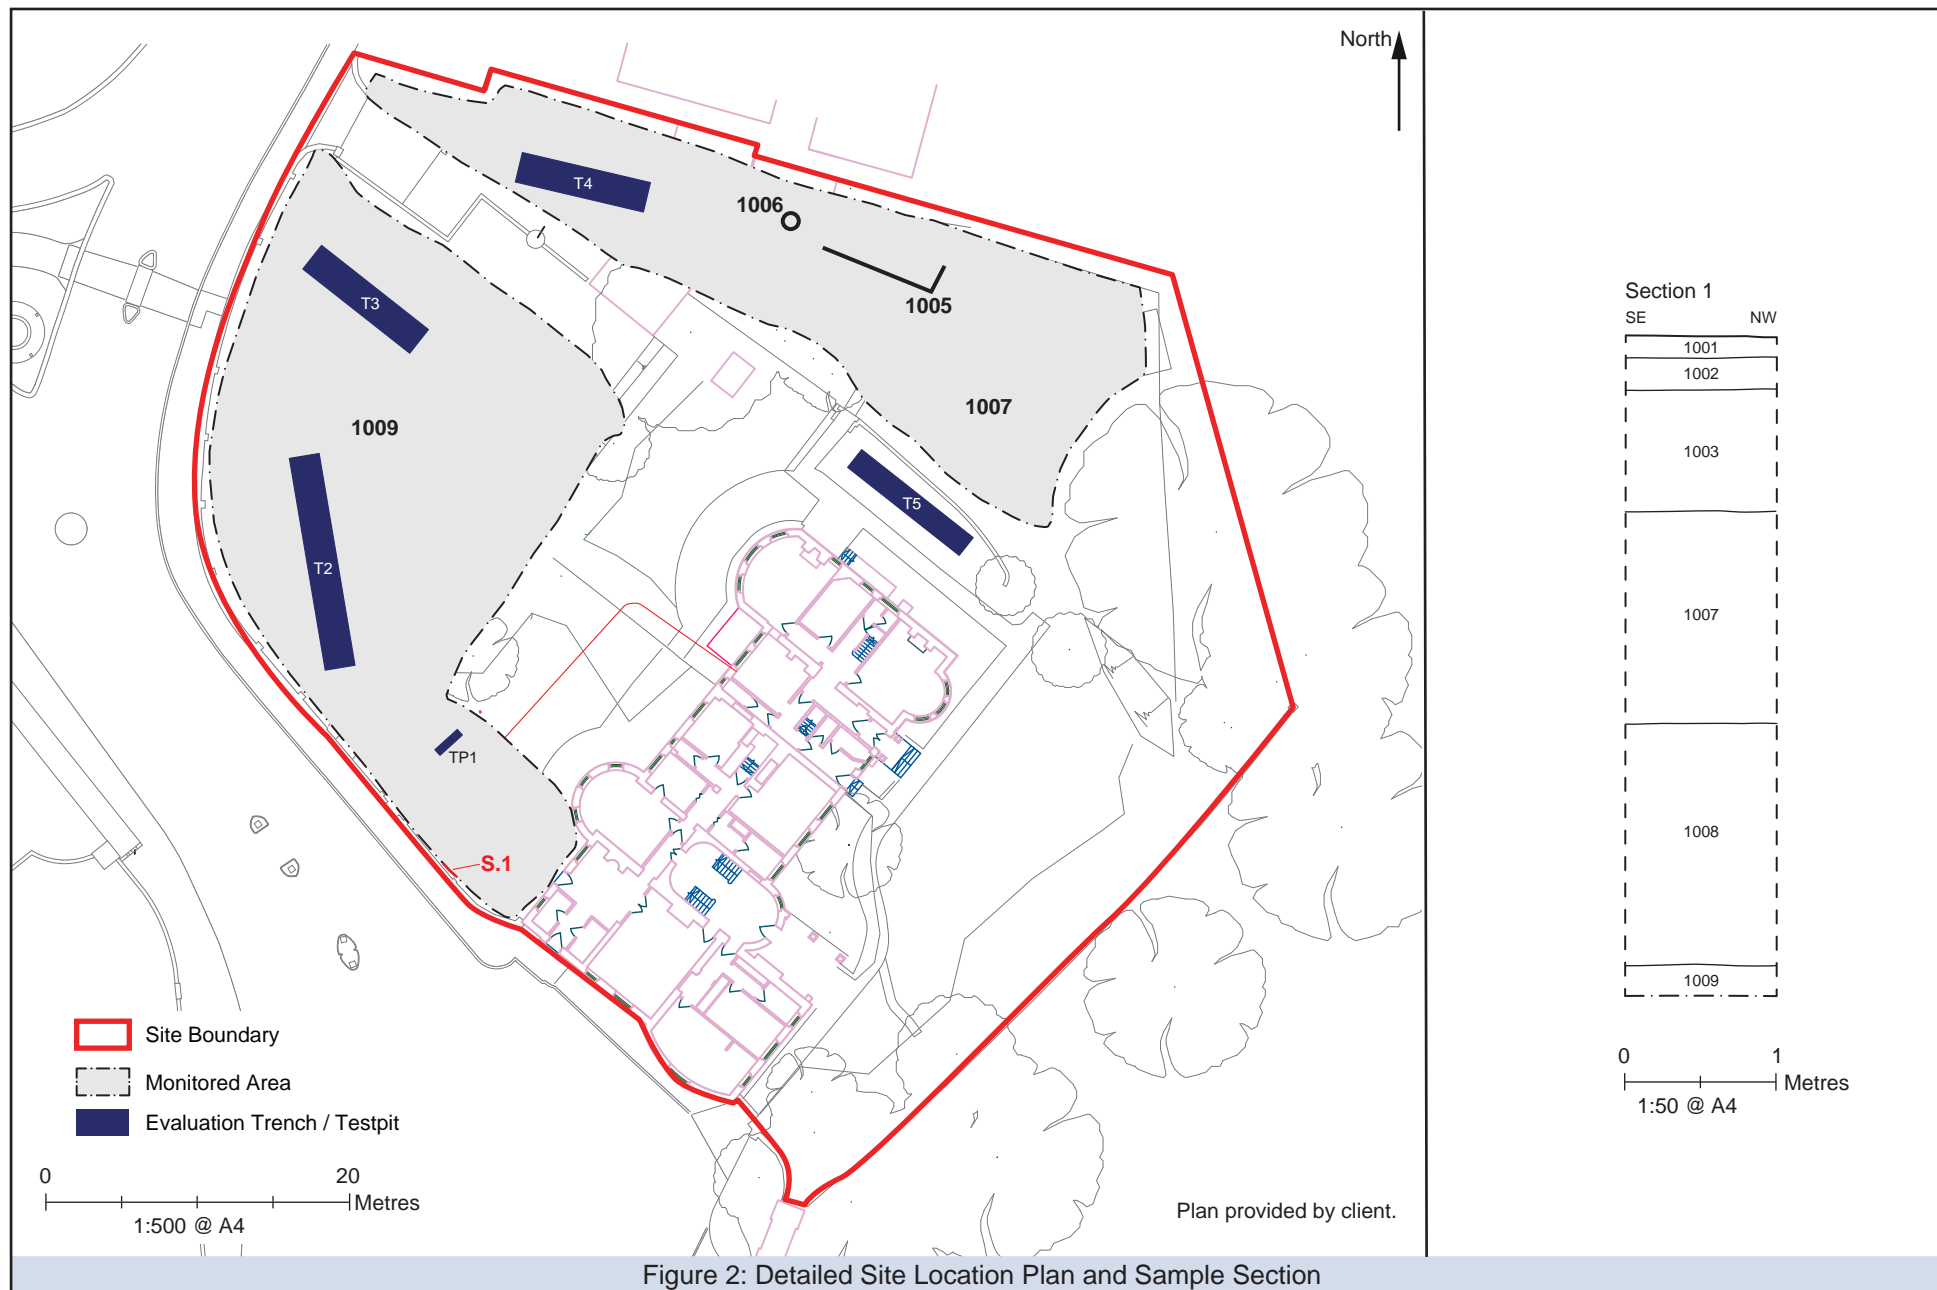 North
T4
1006
T3
1005
1009
1007
T5
T2
TP1
S.1
Site Boundary
Monitored Area
Evaluation Trench / Testpit
0 20
Metres
1:500 @ A4
Plan provided by client.
Section 1
SE NW
1001
1002
1003
1007
1008
1009
0 1
Metres
1:50 @ A4
Figure 2: Detailed Site Location Plan and Sample Section